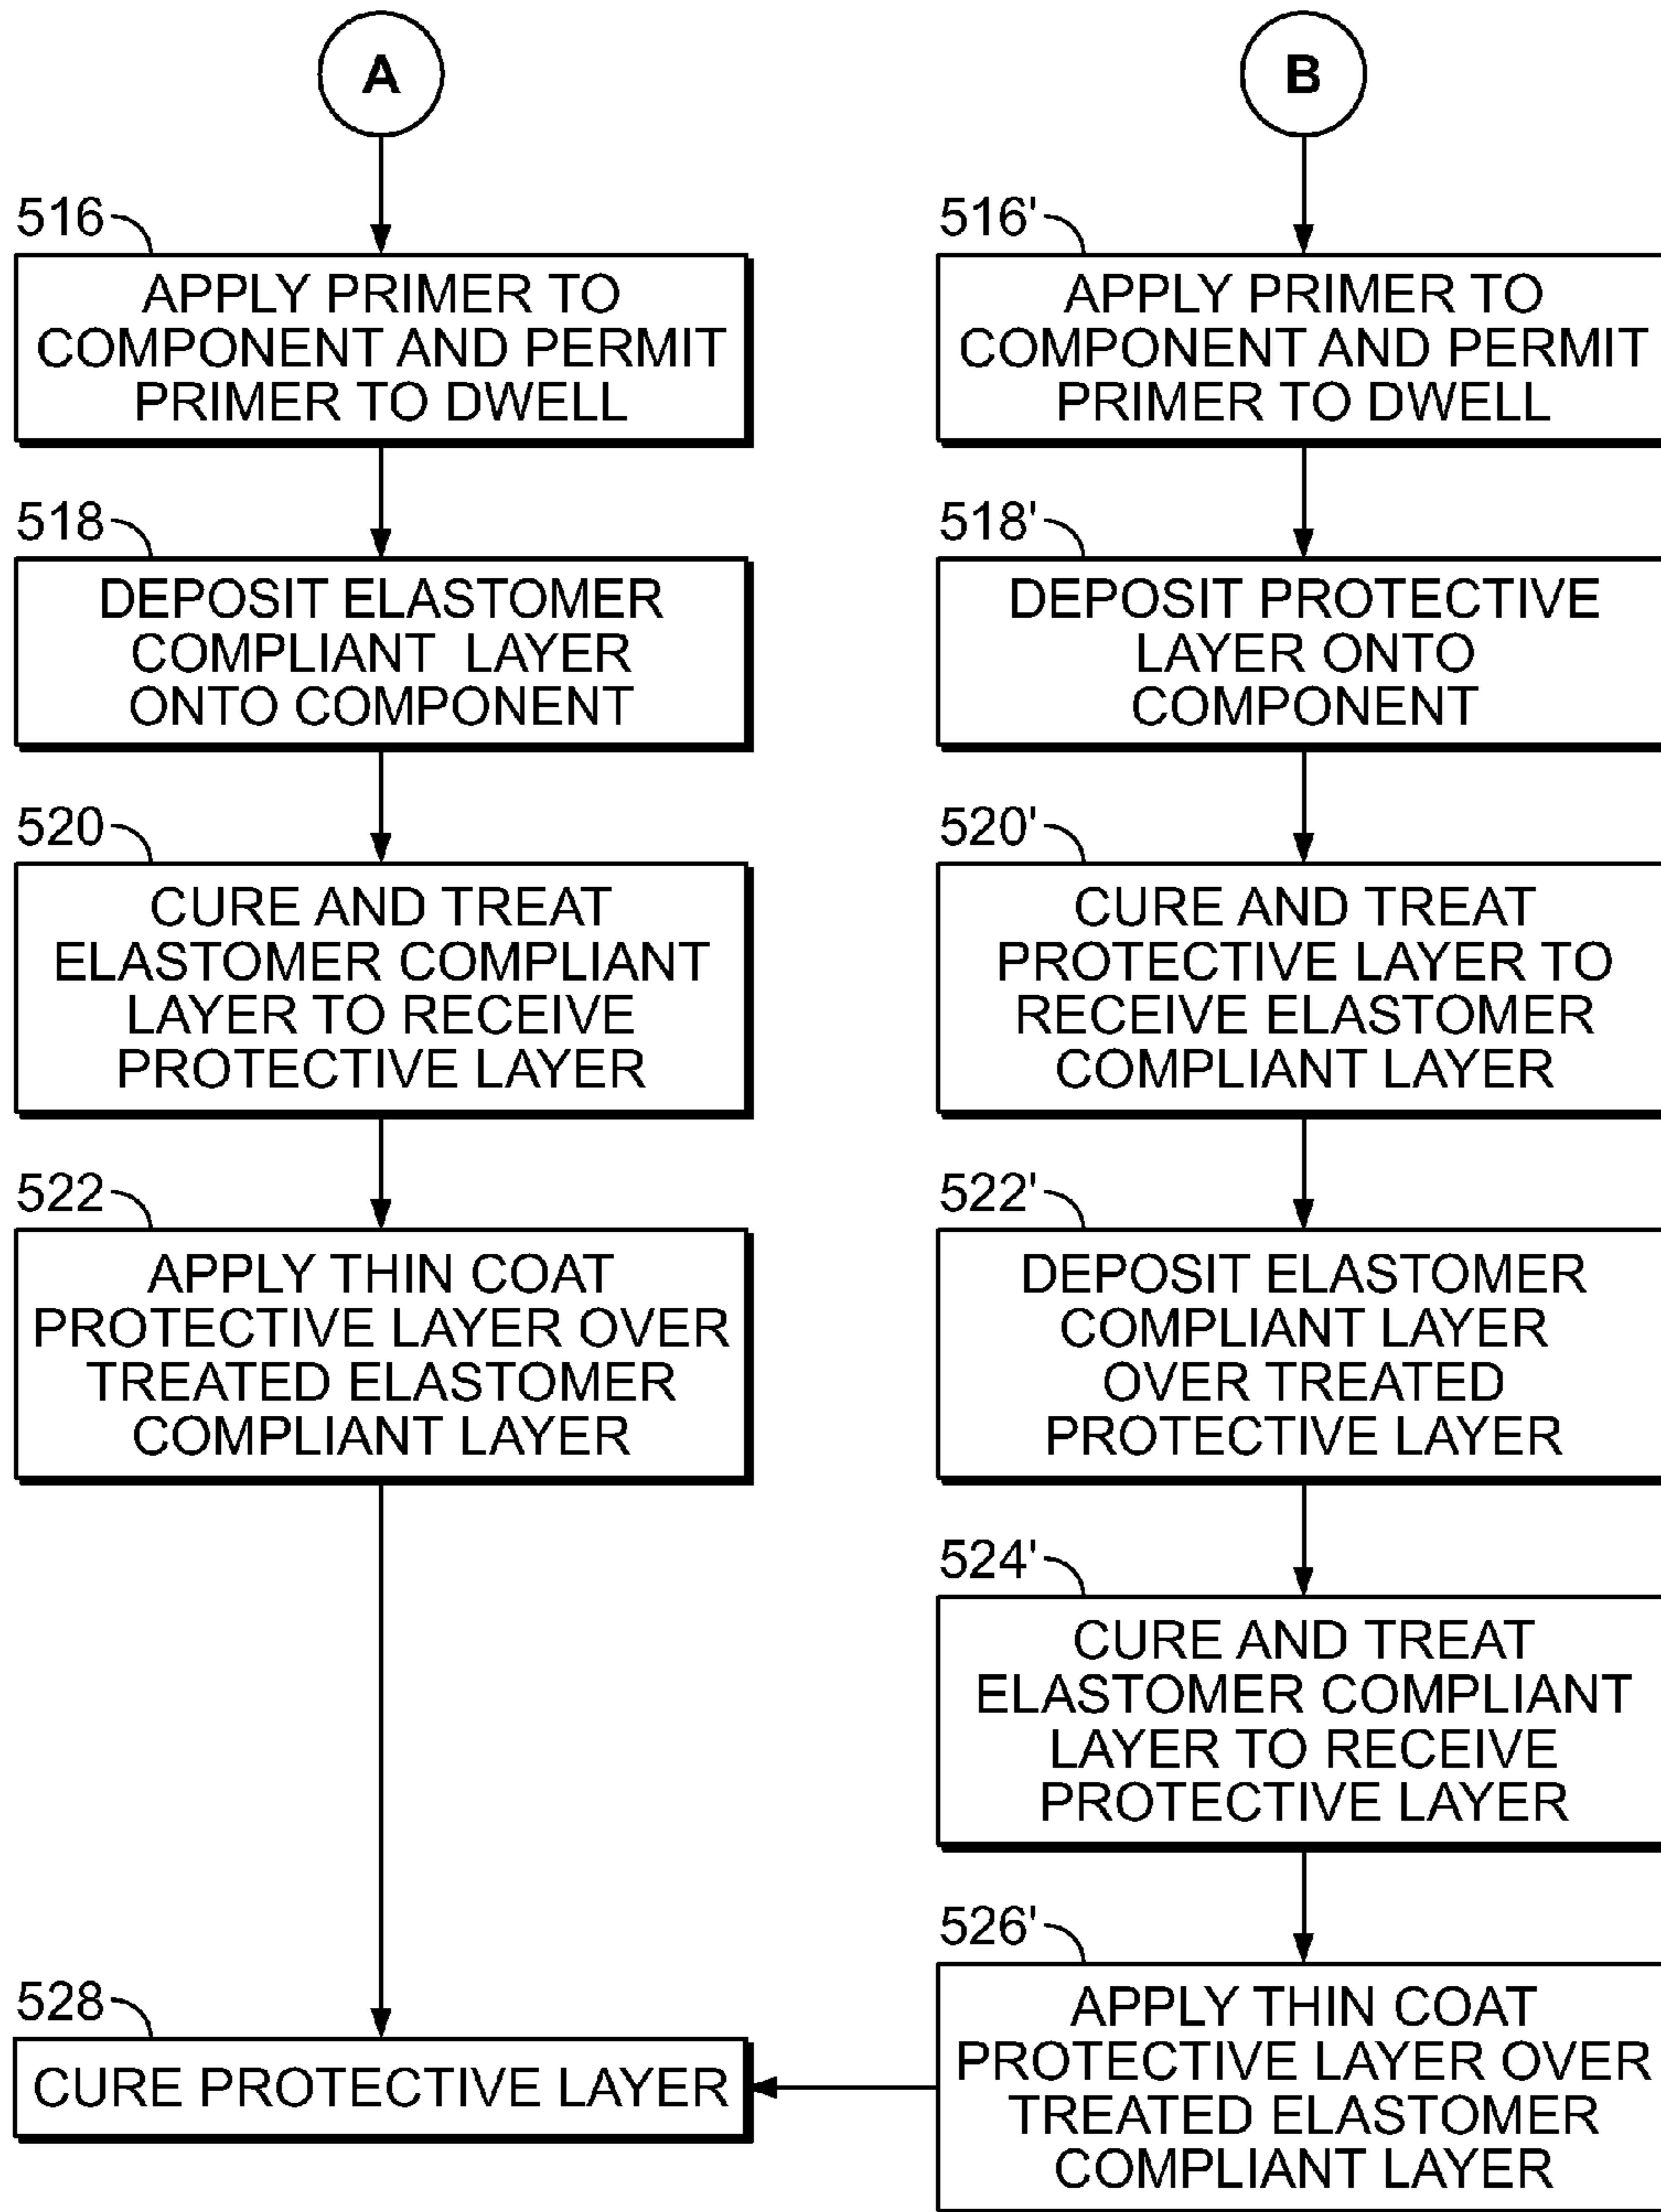 A
516
APPLY PRIMER TO
COMPONENT AND PERMIT
PRIMER TO DWELL
518
DEPOSIT ELASTOMER
COMPLIANT LAYER
ONTO COMPONENT
520
CURE AND TREAT
ELASTOMER COMPLIANT
LAYER TO RECEIVE
PROTECTIVE LAYER
522
APPLY THIN COAT
PROTECTIVE LAYER OVER
TREATED ELASTOMER
COMPLIANT LAYER
528
CURE PROTECTIVE LAYER
B
516'
APPLY PRIMER TO
COMPONENT AND PERMIT
PRIMER TO DWELL
518'
DEPOSIT PROTECTIVE
LAYER ONTO
COMPONENT
520'
CURE AND TREAT
PROTECTIVE LAYER TO
RECEIVE ELASTOMER
COMPLIANT LAYER
522'
DEPOSIT ELASTOMER
COMPLIANT LAYER
OVER TREATED
PROTECTIVE LAYER
524'
CURE AND TREAT
ELASTOMER COMPLIANT
LAYER TO RECEIVE
PROTECTIVE LAYER
526'
APPLY THIN COAT
PROTECTIVE LAYER OVER
TREATED ELASTOMER
COMPLIANT LAYER